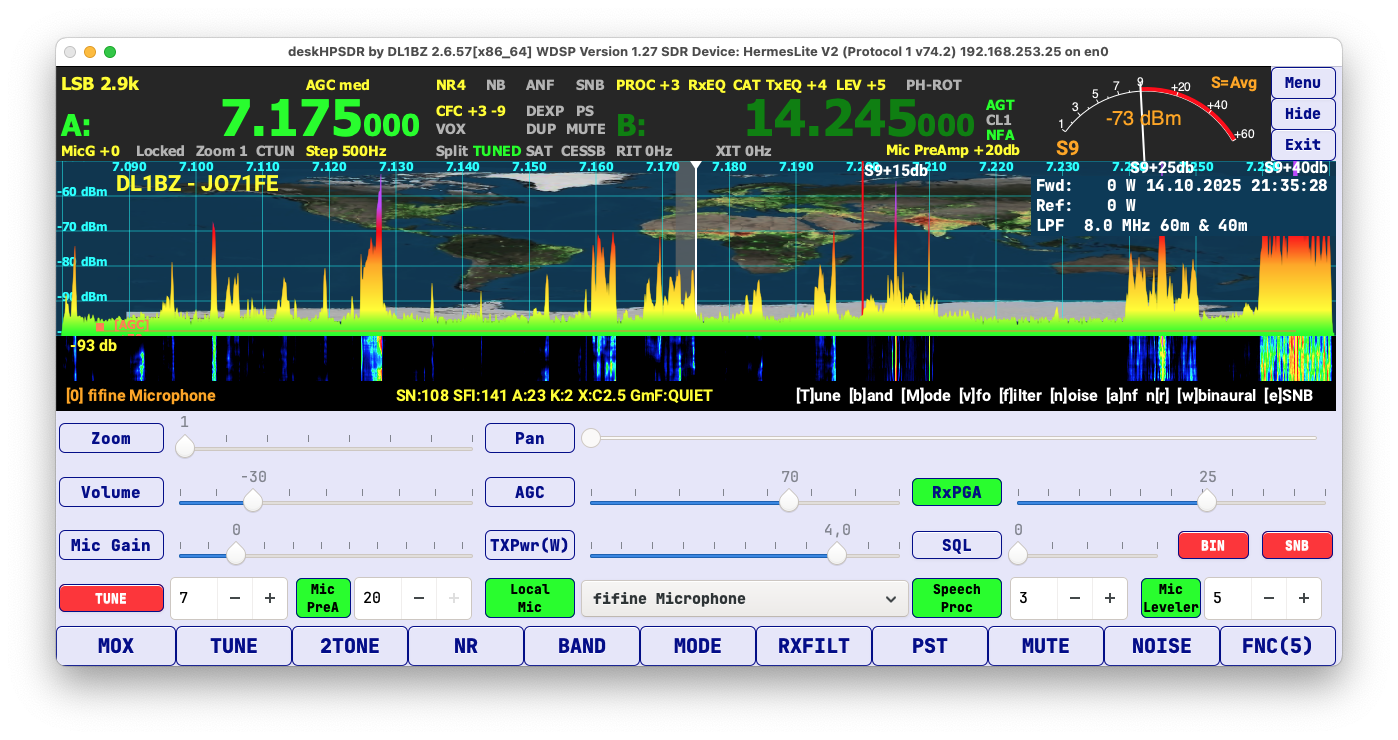 deskHPSDR by DL1BZ 2.6.57[x86_64] WDSP Version 1.27 SDR Device: HermesLite V2 (Protocol 1 v74.2) 192.168.253.25 on en0
LSB 2.9k AGC med NR4 NB ANF SNB PROC +3 RxEQ CAT TxEQ +4 LEV +5 PH-ROT
CFC +3 -9 DEXP PS
A: 7.175000 VOX DUP MUTE B: 14.245000 AGT CL1 NFA
MicG +0 Locked Zoom 1 CTUN Step 500Hz Split TUNED SAT CESSB RIT 0Hz XIT 0Hz Mic PreAmp +20db
1 3 5 7 9 +20 +40 +60
S=Avg
-73 dBm
S9
Menu
Hide
Exit
7.090 7.100 7.110 7.120 7.130 7.140 7.150 7.160 7.170 7.180 7.190 7.210 7.220 7.230
S9+15db S9+25db S9+40db
DL1BZ - JO71FE
-60 dBm
-70 dBm
-80 dBm
-90 dBm
[AGC]
Fwd: 0 W 14.10.2025 21:35:28
Ref: 0 W
LPF 8.0 MHz 60m & 40m
-93 db
[0] fifine Microphone SN:108 SFI:141 A:23 K:2 X:C2.5 GmF:QUIET [T]une [b]and [M]ode [v]fo [f]ilter [n]oise [a]nf n[r] [w]binaural [e]SNB
Zoom 1 Pan
Volume -30 AGC 70 RxPGA 25
Mic Gain 0 TXPwr(W) 4,0 SQL 0 BIN SNB
TUNE 7 − + Mic PreA 20 − + Local Mic fifine Microphone Speech Proc 3 − + Mic Leveler 5 − +
MOX TUNE 2TONE NR BAND MODE RXFILT PST MUTE NOISE FNC(5)